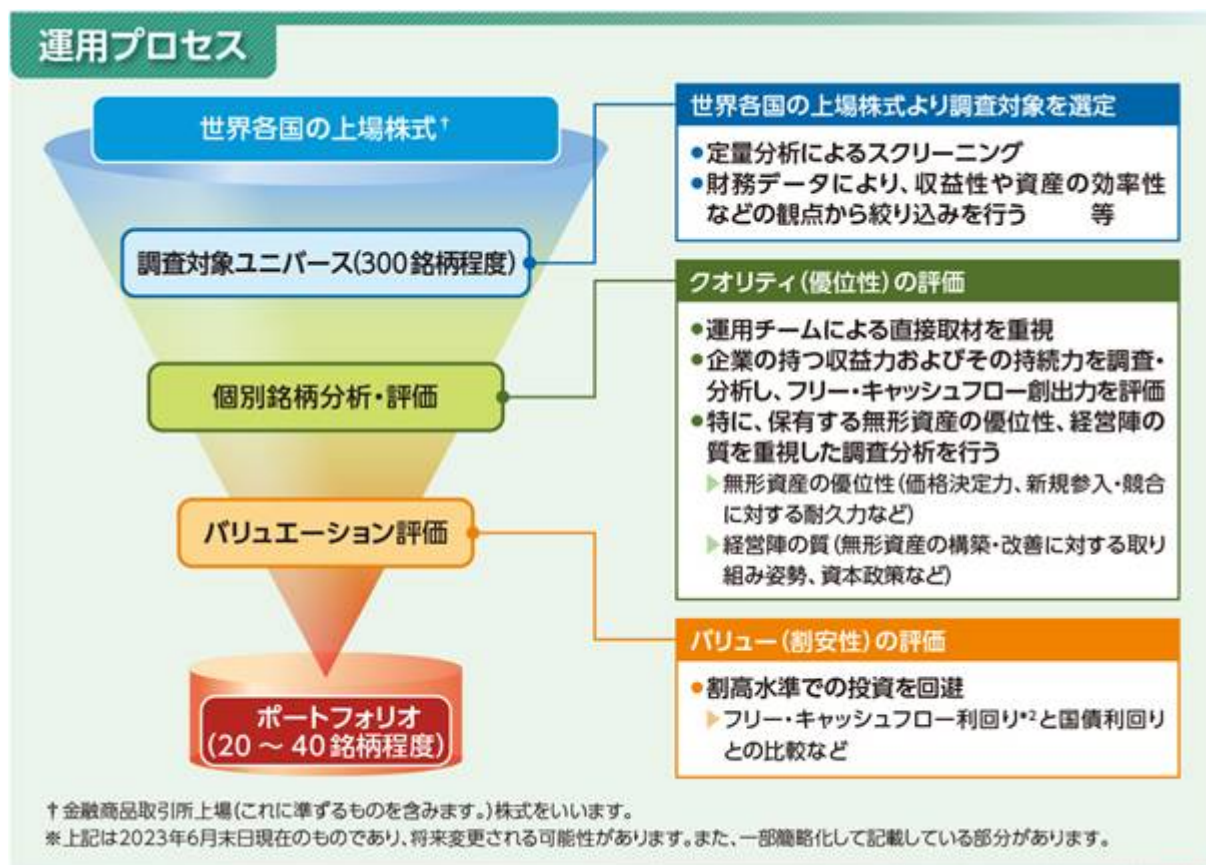 運用プロセス
世界各国の上場株式†
調査対象ユニバース(300銘柄程度)
個別銘柄分析・評価
バリュエーション評価
ポートフォリオ
(20～40銘柄程度)
世界各国の上場株式より調査対象を選定
●定量分析によるスクリーニング
●財務データにより、収益性や資産の効率性
などの観点から絞り込みを行う 等
クオリティ(優位性)の評価
●運用チームによる直接取材を重視
●企業の持つ収益力およびその持続力を調査・
分析し、フリー・キャッシュフロー創出力を評価
●特に、保有する無形資産の優位性、経営陣の
質を重視した調査分析を行う
▶無形資産の優位性(価格決定力、新規参入・競合
に対する耐久力など)
▶経営陣の質(無形資産の構築・改善に対する取り
組み姿勢、資本政策など)
バリュー(割安性)の評価
●割高水準での投資を回避
▶フリー・キャッシュフロー利回り*2と国債利回り
との比較など
†金融商品取引所上場(これに準ずるものを含みます。)株式をいいます。
※上記は2023年6月末日現在のものであり、将来変更される可能性があります。また、一部簡略化して記載している部分があります。